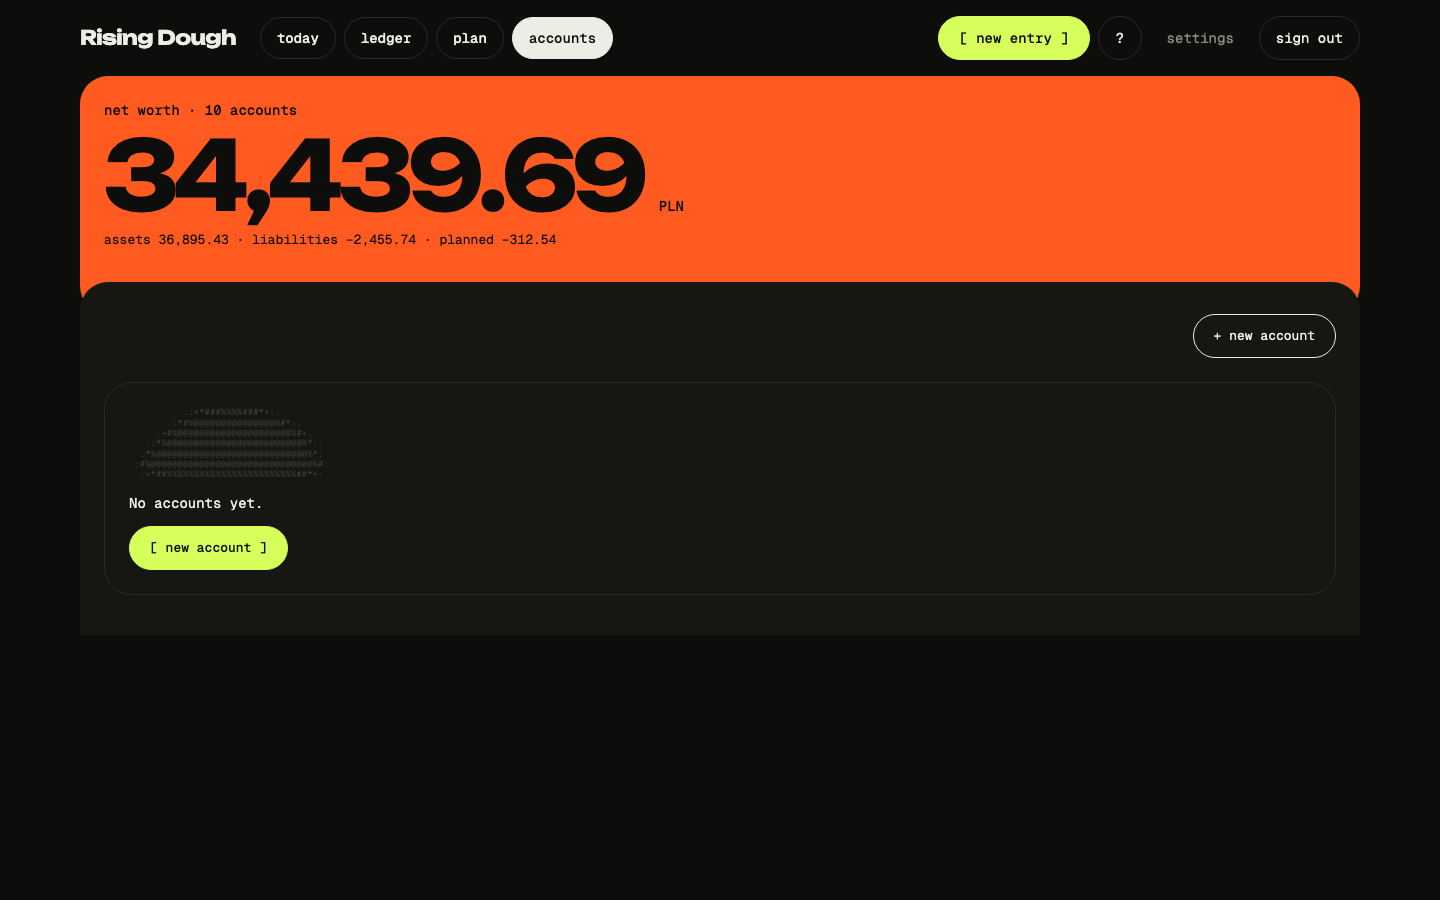 Rising Dough today ledger plan accounts [ new entry ] ? settings sign out
net worth · 10 accounts
34,439.69 PLN
assets 36,895.43 · liabilities −2,455.74 · planned −312.54
+ new account
No accounts yet.
[ new account ]